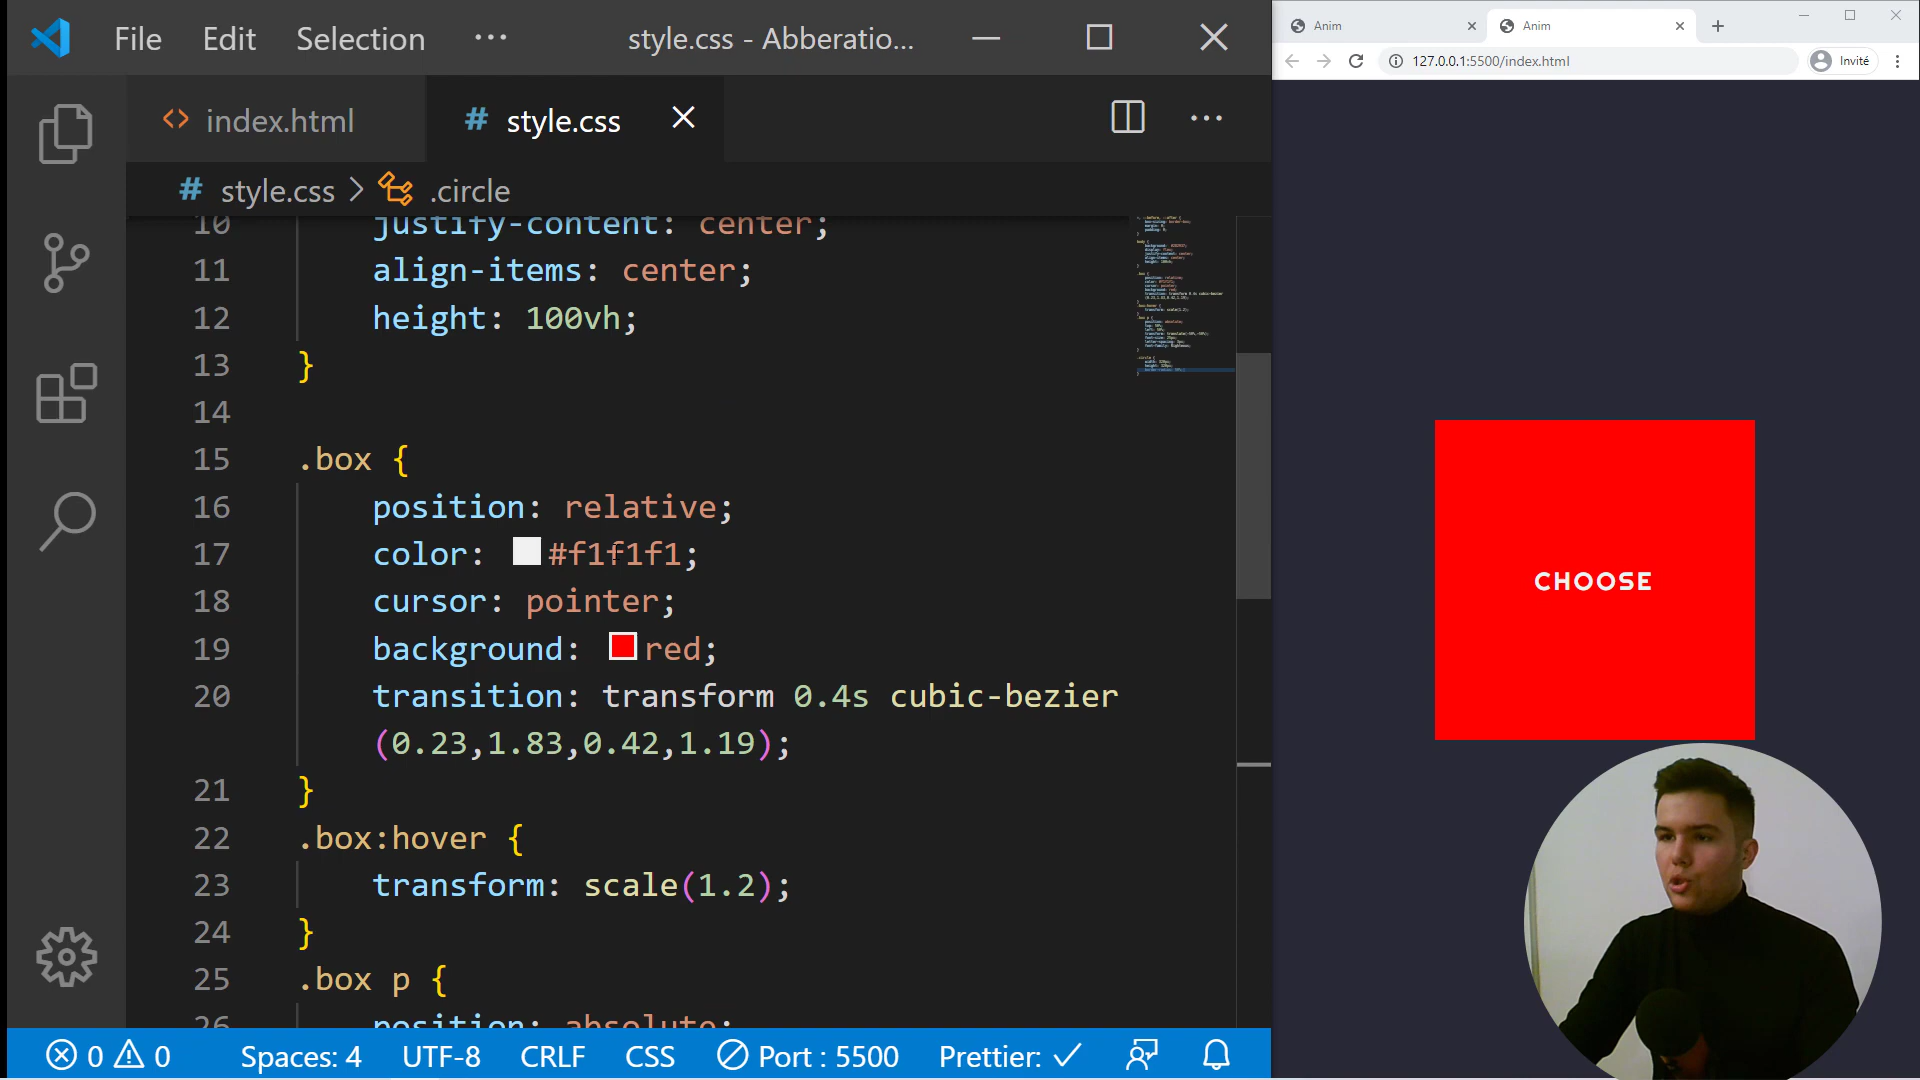 File Edit Selection ··· style.css - Abberatio...
index.html # style.css
# style.css > .circle
10 justify-content: center;
11 align-items: center;
12 height: 100vh;
13 }
14
15 .box {
16 position: relative;
17 color: #f1f1f1;
18 cursor: pointer;
19 background: red;
20 transition: transform 0.4s cubic-bezier
(0.23,1.83,0.42,1.19);
21 }
22 .box:hover {
23 transform: scale(1.2);
24 }
25 .box p {
26 position: absolute;
0 0 Spaces: 4 UTF-8 CRLF CSS Port : 5500 Prettier:
Anim Anim
127.0.0.1:5500/index.html Invité
CHOOSE